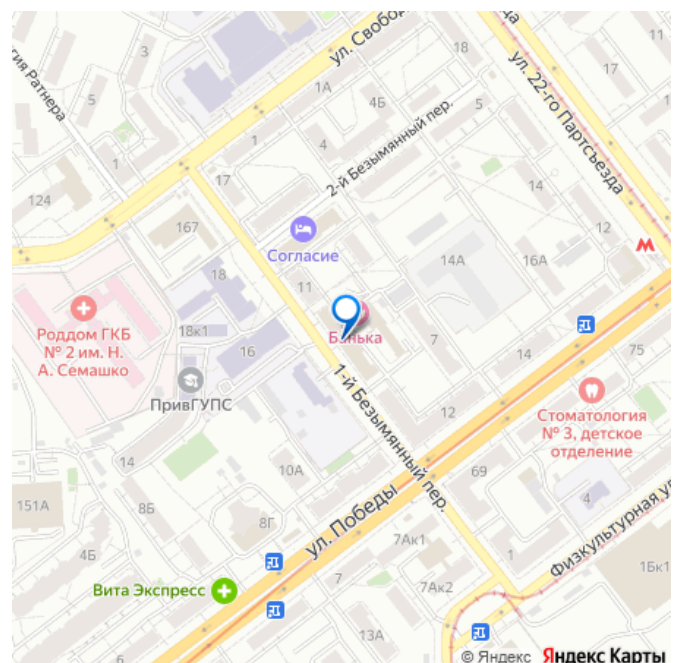 ул. Свобод
зда
17
3
18
11
гия Ратнера
5
1А
4Б
ул. 22-го Партсъезда
1
4
5
2-й Безымянный пер.
1
17
14
124
167
12
Согласие
14А
16А
18
11
Роддом ГКБ
№ 2 им. Н.
А. Семашко
18к1
Банька
7
75
16
14
ПривГУПС
1-й Безымянный пер.
12
Стоматология
№ 3, детское
отделение
14
10А
69
151А
8Б
8Г
ул. Победы
4
Физкультурная у
4Б
7Ак1
1
1Бк1
Вита Экспресс
7
7Ак2
13А
© Яндекс Яндекс Карты